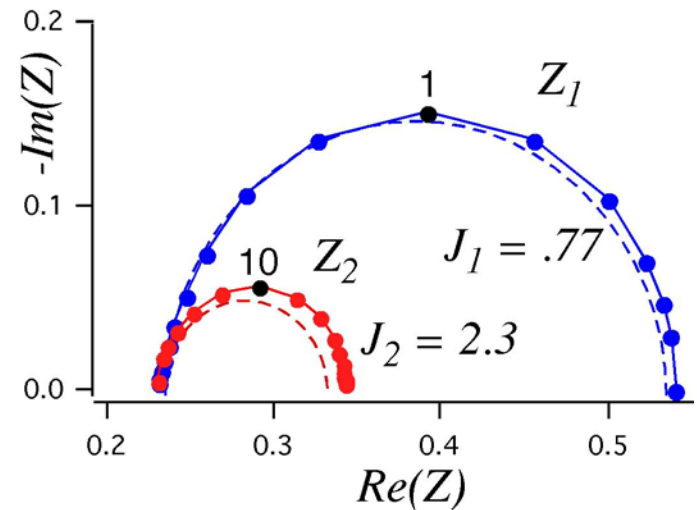 0.2
1
Z₁
-Im(Z)
0.1
J₁ = .77
10
Z₂
J₂ = 2.3
0.0
0.2
0.3
0.4
0.5
Re(Z)